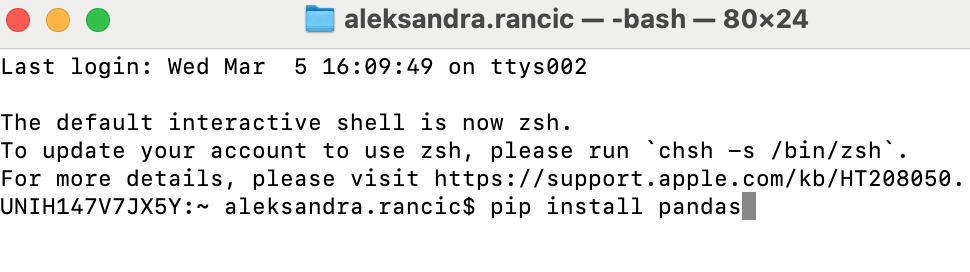 aleksandra.rancic — -bash — 80×24
Last login: Wed Mar  5 16:09:49 on ttys002
The default interactive shell is now zsh.
To update your account to use zsh, please run `chsh -s /bin/zsh`.
For more details, please visit https://support.apple.com/kb/HT208050.
UNIH147V7JX5Y:~ aleksandra.rancic$ pip install pandas